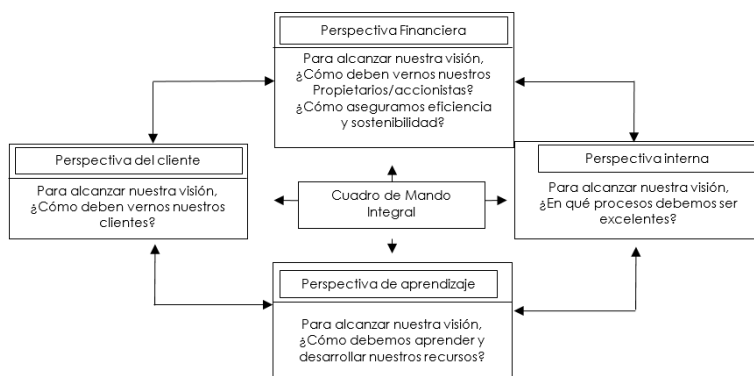 Perspectiva Financiera
Para alcanzar nuestra visión,
¿Cómo deben vernos nuestros
Propietarios/accionistas?
¿Cómo aseguramos eficiencia
y sostenibilidad?
Perspectiva del cliente
Para alcanzar nuestra visión,
¿Cómo deben vernos nuestros
clientes?
Cuadro de Mando
Integral
Perspectiva interna
Para alcanzar nuestra visión,
¿En qué procesos debemos ser
excelentes?
Perspectiva de aprendizaje
Para alcanzar nuestra visión,
¿Cómo debemos aprender y
desarrollar nuestros recursos?